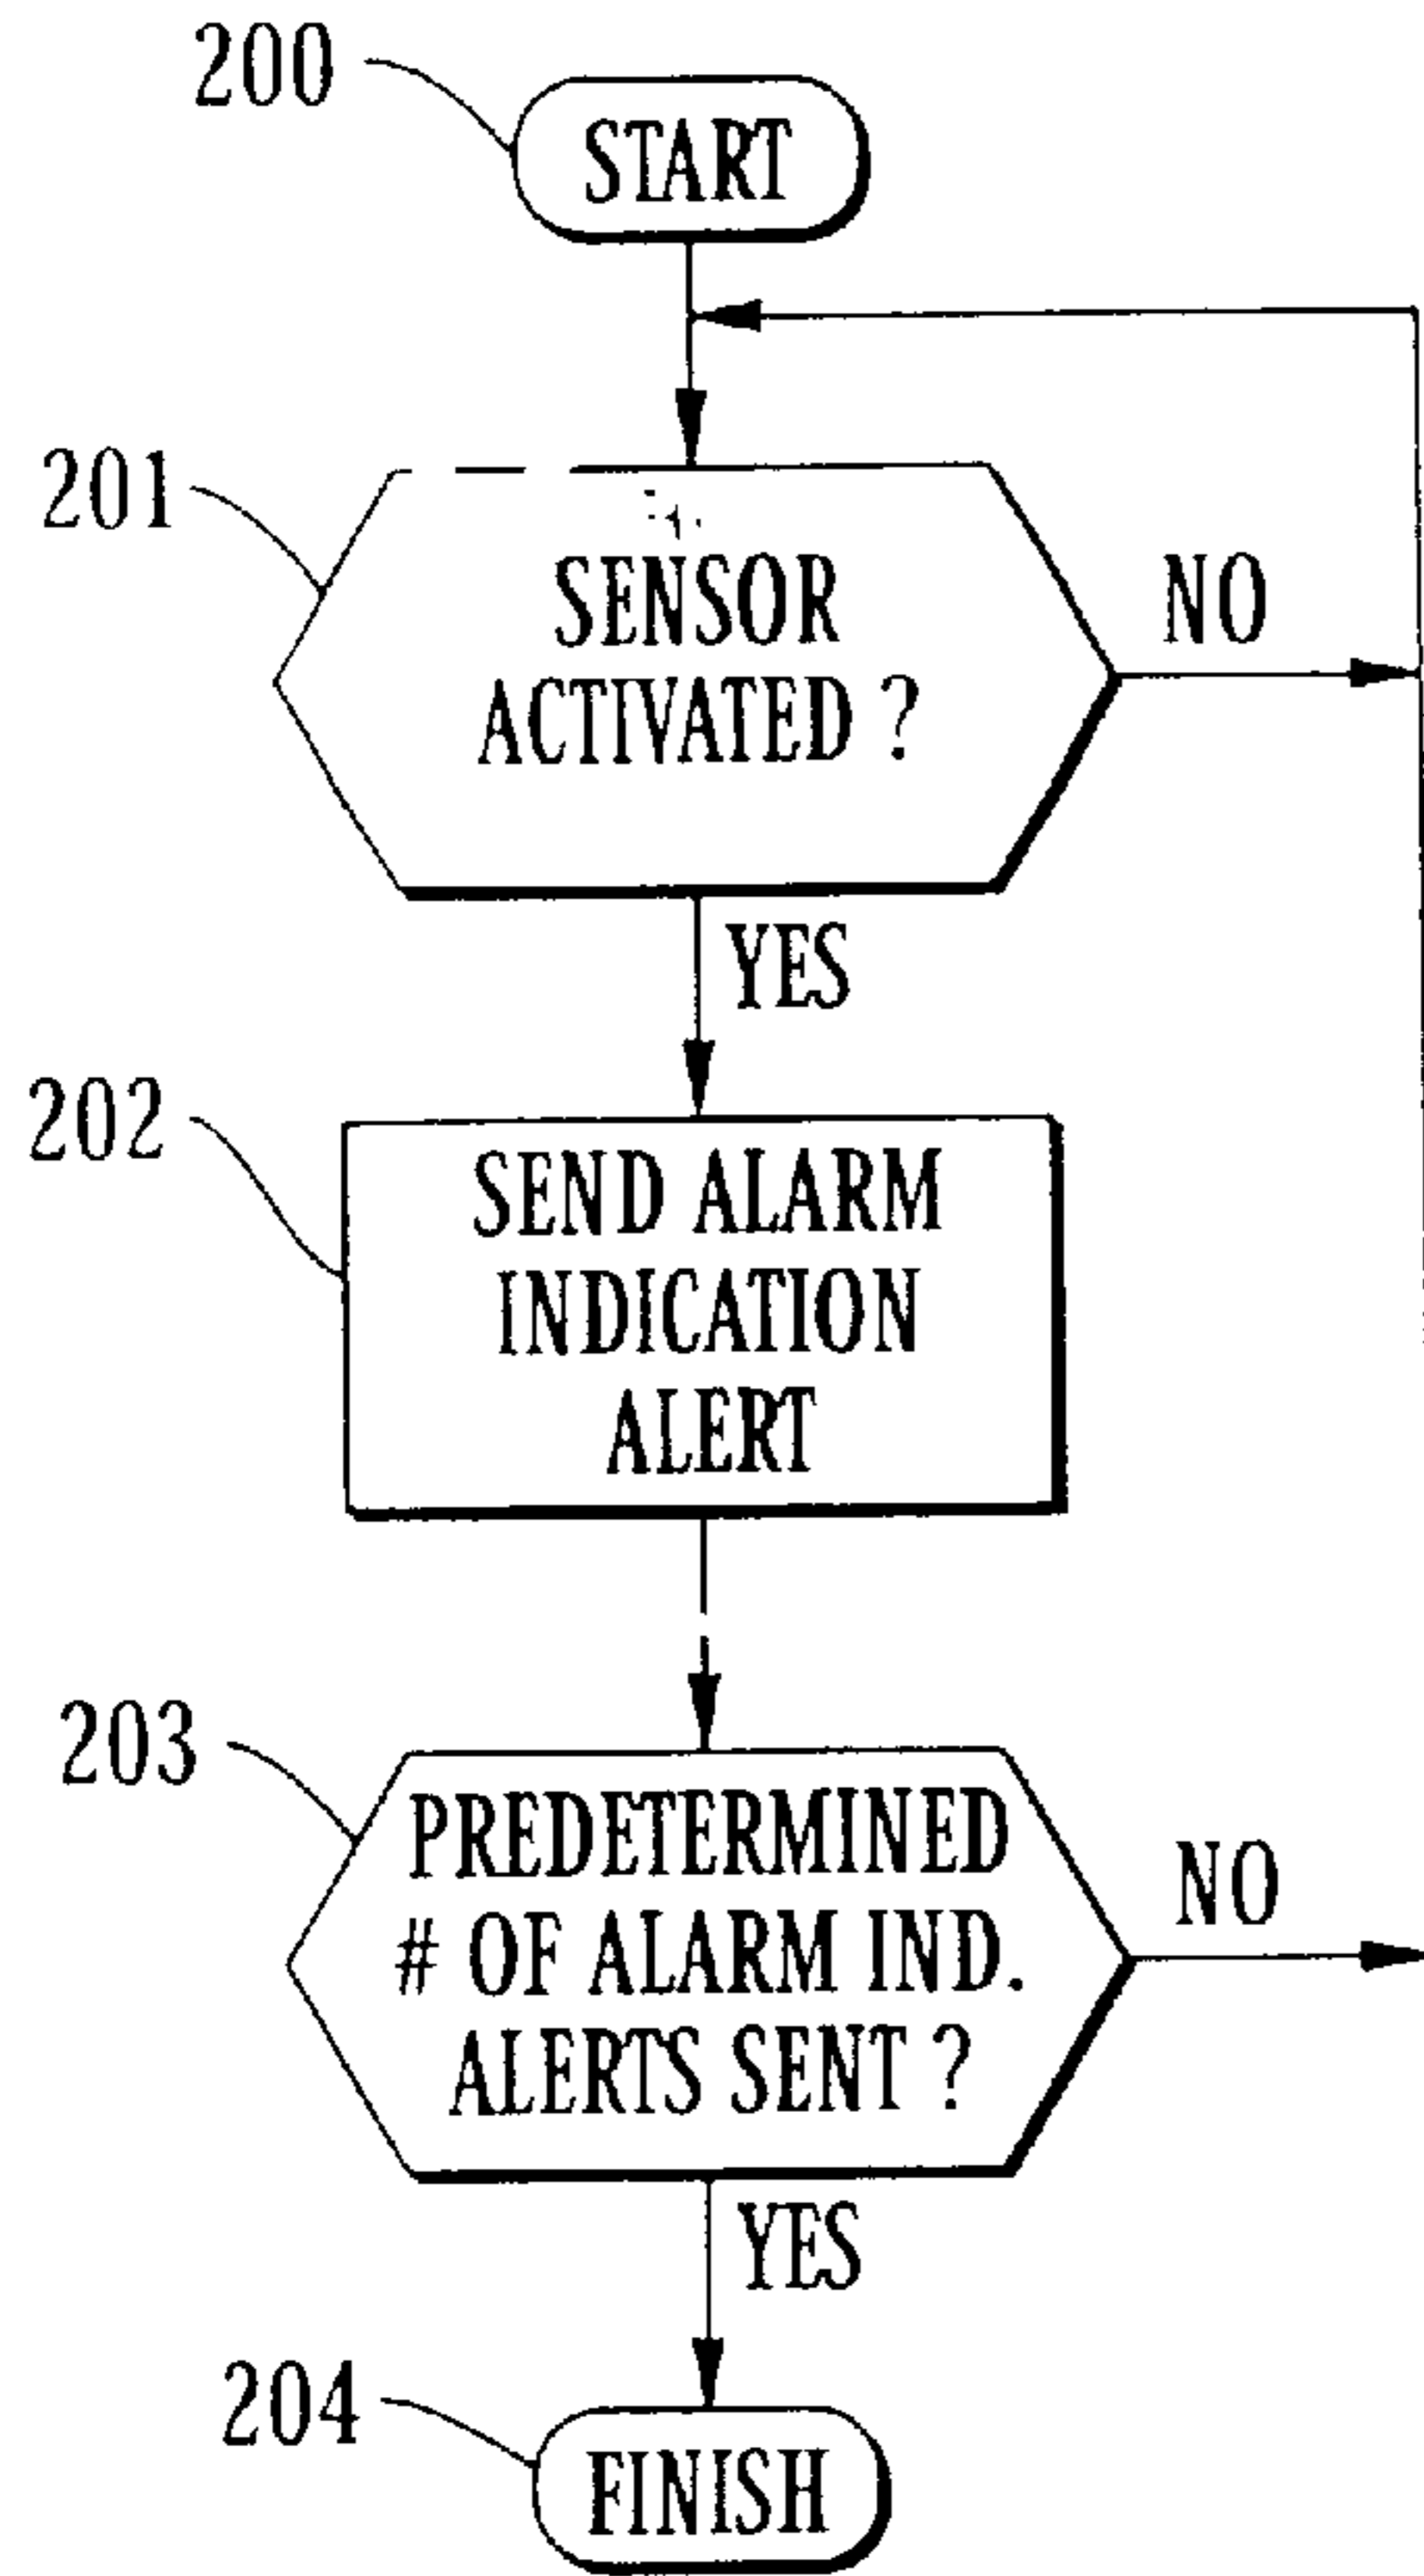 200
START
201
SENSOR
ACTIVATED ?
NO
YES
202
SEND ALARM
INDICATION
ALERT
203
PREDETERMINED
# OF ALARM IND.
ALERTS SENT ?
NO
YES
204
FINISH